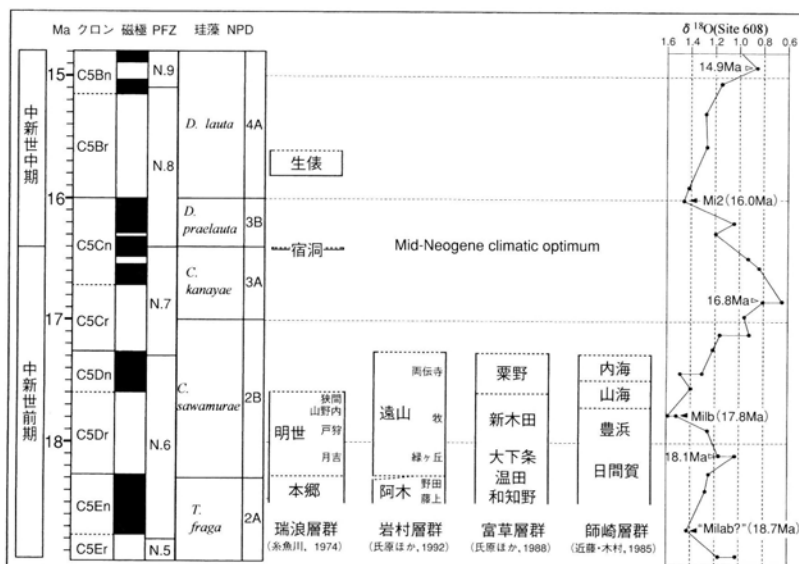 Ma クロン 磁極 PFZ 珪藻 NPD
δ 18O(Site 608)
1.6 1.4 1.2 1.0 0.8 0.6
15
16
17
18
中新世中期
中新世前期
C5Bn
C5Br
C5Cn
C5Cr
C5Dn
C5Dr
C5En
C5Er
N.9
N.8
N.7
N.6
N.5
D. lauta
D. praelauta
C. kanayae
C. sawamurae
T. fraga
4A
3B
3A
2B
2A
生俵
宿洞
明世
狭間
山野内
戸狩
月吉
本郷
瑞浪層群
(糸魚川, 1974)
遠山
周伝寺
牧
緑ヶ丘
阿木
野田
藤上
岩村層群
(氏原ほか, 1992)
粟野
新木田
大下条
温田
和知野
富草層群
(氏原ほか, 1988)
内海
山海
豊浜
日間賀
師崎層群
(近藤・木村, 1985)
Mid-Neogene climatic optimum
14.9Ma
Mi2(16.0Ma)
16.8Ma
Milb(17.8Ma)
18.1Ma
"Milab?"(18.7Ma)